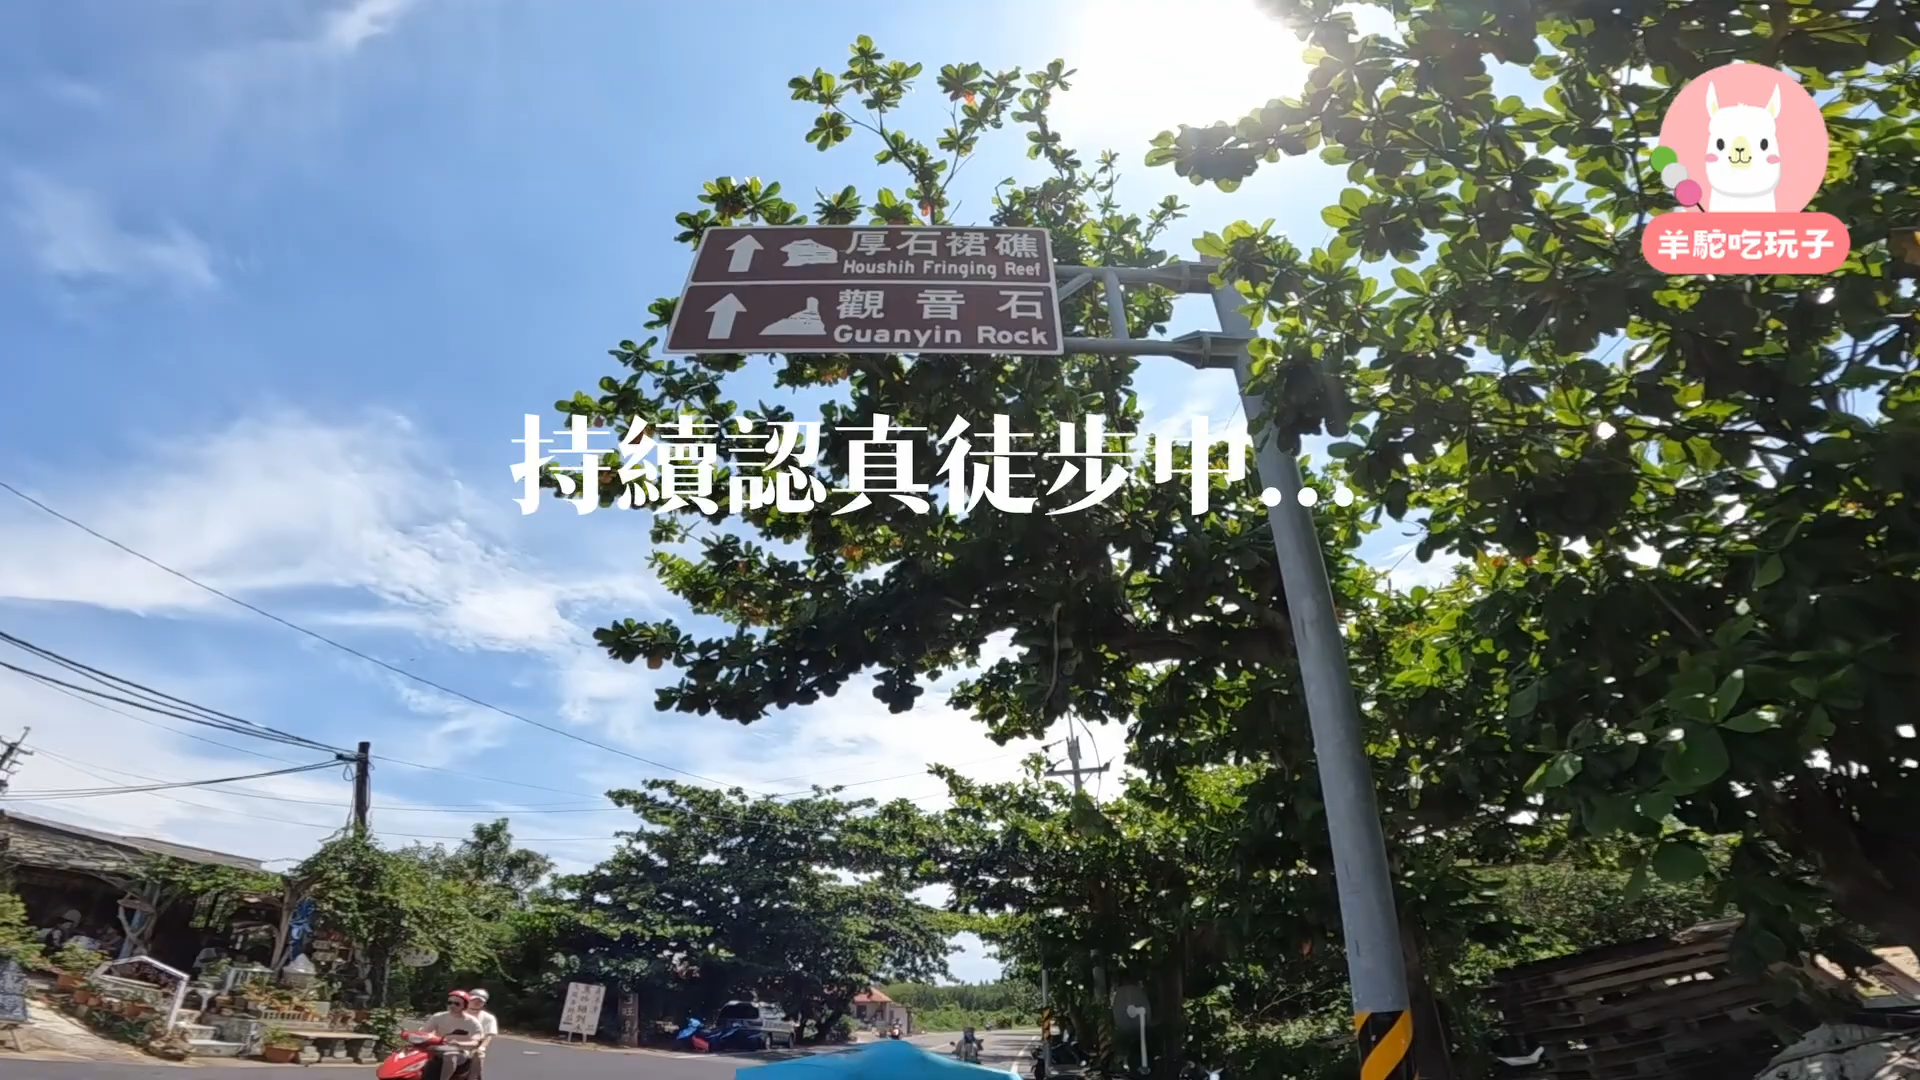 厚石裙礁
Houshih Fringing Reef
觀音石
Guanyin Rock
羊駝吃玩子
持續認真徒步中...